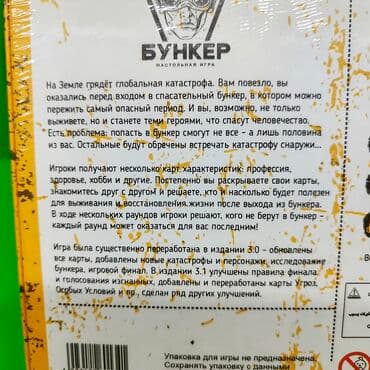 БУНКЕР
НАСТОЛЬНАЯ ИГРА
На Земле грядёт глобальная катастрофа. Вам повезло, вы
оказались перед входом в спасательный бункер, в котором можно
пережить самый опасный период. И вы, возможно, не только
выживете, но и станете теми героями, что спасут человечество.
Есть проблема: попасть в бункер смогут не все – а лишь половина
из вас. Остальные будут обречены встречать катастрофу снаружи...
Игроки получают несколько карт характеристик: профессия,
здоровье, хобби и другие. Постепенно вы раскрываете свои карты,
знакомитесь друг с другом и решаете, кто и насколько будет полезен
для выживания и восстановления жизни после выхода из бункера.
В ходе нескольких раундов игроки решают, кого не берут в бункер –
каждый раунд может оказаться для вас последним!
Игра была существенно переработана в издании 3.0 – обновлены
все карты, добавлены новые катастрофы и персонажи, исследование
бункера, игровой финал. В издании 3.1 улучшены правила финала
и голосования изгнанных, добавлены и переработаны карты Угроз,
Особых Условий и пр., сделан ряд других улучшений.
Упаковка для игры не предназначена.
Сохранять упаковку с данными